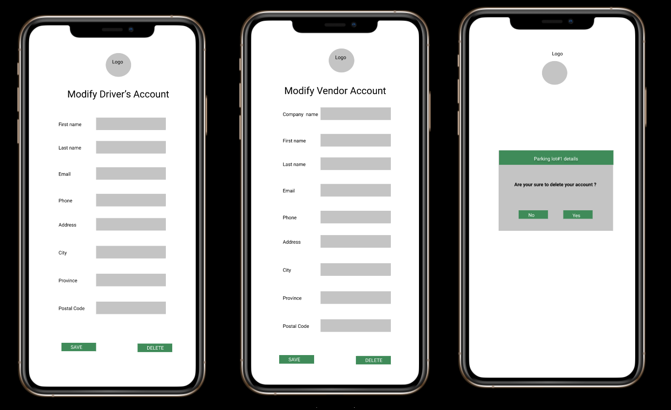 Logo
Modify Driver's Account
First name
Last name
Email
Phone
Address
City
Province
Postal Code
SAVE DELETE
Logo
Modify Vendor Account
Company name
First name
Last name
Email
Phone
Address
City
Province
Postal Code
SAVE DELETE
Logo
Parking lot#1 details
Are your sure to delete your account ?
No Yes